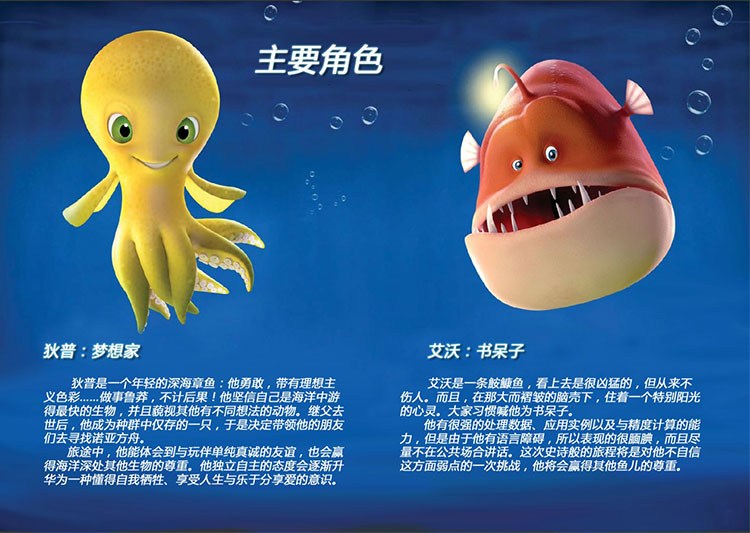 主要角色
狄普：梦想家
狄普是一个年轻的深海章鱼：他勇敢，带有理想主
义色彩......做事鲁莽，不计后果！他坚信自己是海洋中游
得最快的生物，并且藐视其他有不同想法的动物。继父去
世后，他成为种群中仅存的一只，于是决定带领他的朋友
们去寻找诺亚方舟。
旅途中，他能体会到与玩伴单纯真诚的友谊，也会赢
得海洋深处其他生物的尊重。他独立自主的态度会逐渐升
华为一种懂得自我牺牲、享受人生与乐于分享爱的意识。
艾沃：书呆子
艾沃是一条鮟鱇鱼，看上去是很凶猛的，但从来不
伤人。而且，在那大而褶皱的脑壳下，住着一个特别阳光
的心灵。大家习惯喊他为书呆子。
他有很强的处理数据、应用实例以及与精度计算的能
力，但是由于他有语言障碍，所以表现的很腼腆，而且尽
量不在公共场合讲话。这次史诗般的旅程将是对他不自信
这方面弱点的一次挑战，他将会赢得其他鱼儿的尊重。